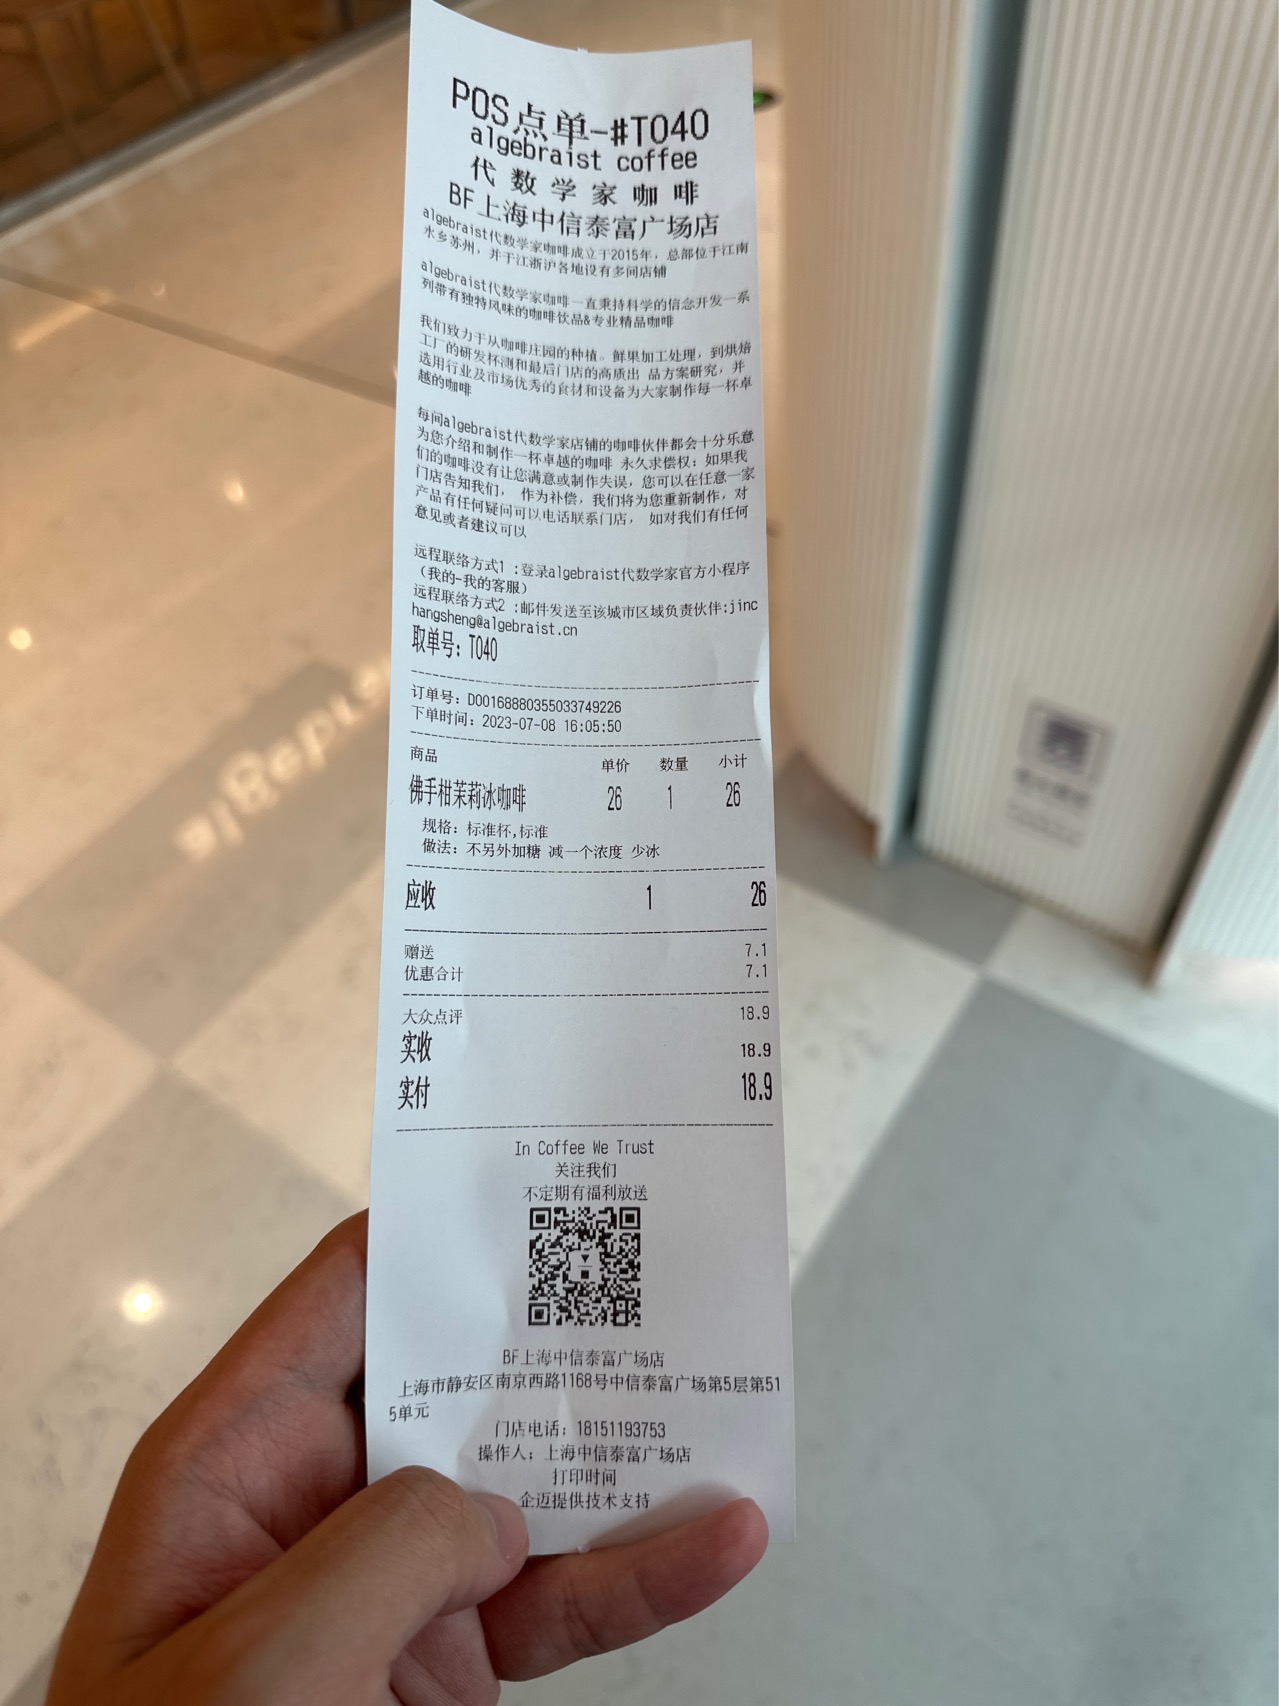 POS点单-#T040
algebraist coffee
代数学家咖啡
BF上海中信泰富广场店
algebraist代数学家咖啡成立于2015年，总部位于江南
水乡苏州，并于江浙沪各地设有多间店铺
algebraist代数学家咖啡一直秉持科学的信念开发一系
列带有独特风味的咖啡饮品&专业精品咖啡
我们致力于从咖啡庄园的种植。鲜果加工处理，到烘焙
工厂的研发杯测和最后门店的高质出 品方案研究，并
选用行业及市场优秀的食材和设备为大家制作每一杯卓
越的咖啡
每间algebraist代数学家店铺的咖啡伙伴都会十分乐意
为您介绍和制作一杯卓越的咖啡 永久求偿权：如果我
们的咖啡没有让您满意或制作失误，您可以在任意一家
门店告知我们， 作为补偿，我们将为您重新制作，对
产品有任何疑问可以电话联系门店， 如对我们有任何
意见或者建议可以
远程联络方式1 :登录algebraist代数学家官方小程序
（我的-我的客服）
远程联络方式2 :邮件发送至该城市区域负责伙伴:jinc
hangsheng@algebraist.cn
取单号: T040
订单号: D00168880355033749226
下单时间: 2023-07-08 16:05:50
商品 单价 数量 小计
佛手柑茉莉冰咖啡 26 1 26
规格: 标准杯,标准
做法: 不另外加糖 减一个浓度 少冰
应收 1 26
赠送 7.1
优惠合计 7.1
大众点评 18.9
实收 18.9
实付 18.9
In Coffee We Trust
关注我们
不定期有福利放送
BF上海中信泰富广场店
上海市静安区南京西路1168号中信泰富广场第5层第51
5单元
门店电话: 18151193753
操作人: 上海中信泰富广场店
打印时间
企迈提供技术支持